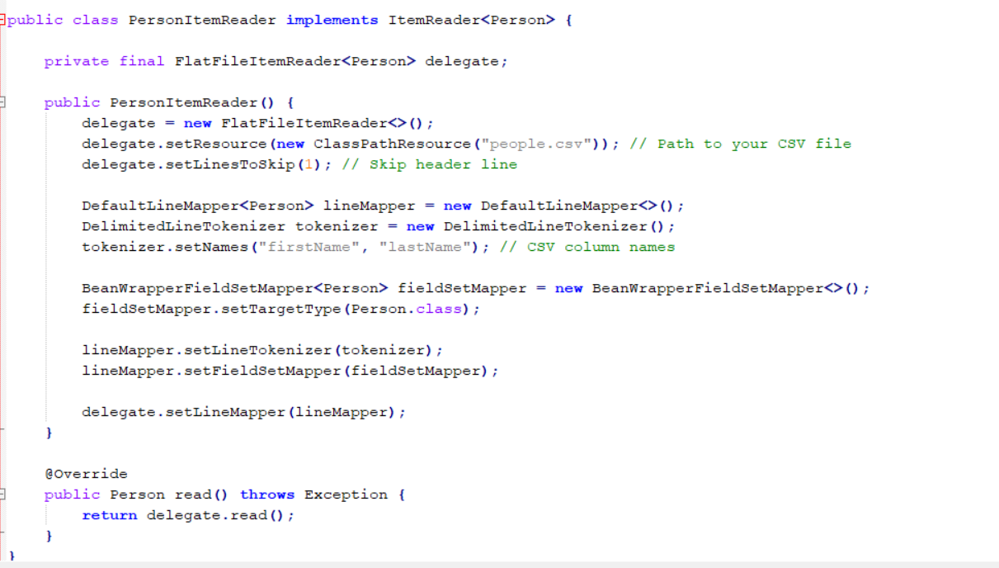 public class PersonItemReader implements ItemReader<Person> {
    private final FlatFileItemReader<Person> delegate;
    public PersonItemReader() {
        delegate = new FlatFileItemReader<>();
        delegate.setResource(new ClassPathResource("people.csv")); // Path to your CSV file
        delegate.setLinesToSkip(1); // Skip header line
        DefaultLineMapper<Person> lineMapper = new DefaultLineMapper<>();
        DelimitedLineTokenizer tokenizer = new DelimitedLineTokenizer();
        tokenizer.setNames("firstName", "lastName"); // CSV column names
        BeanWrapperFieldSetMapper<Person> fieldSetMapper = new BeanWrapperFieldSetMapper<>();
        fieldSetMapper.setTargetType(Person.class);
        lineMapper.setLineTokenizer(tokenizer);
        lineMapper.setFieldSetMapper(fieldSetMapper);
        delegate.setLineMapper(lineMapper);
    }
    @Override
    public Person read() throws Exception {
        return delegate.read();
    }
}